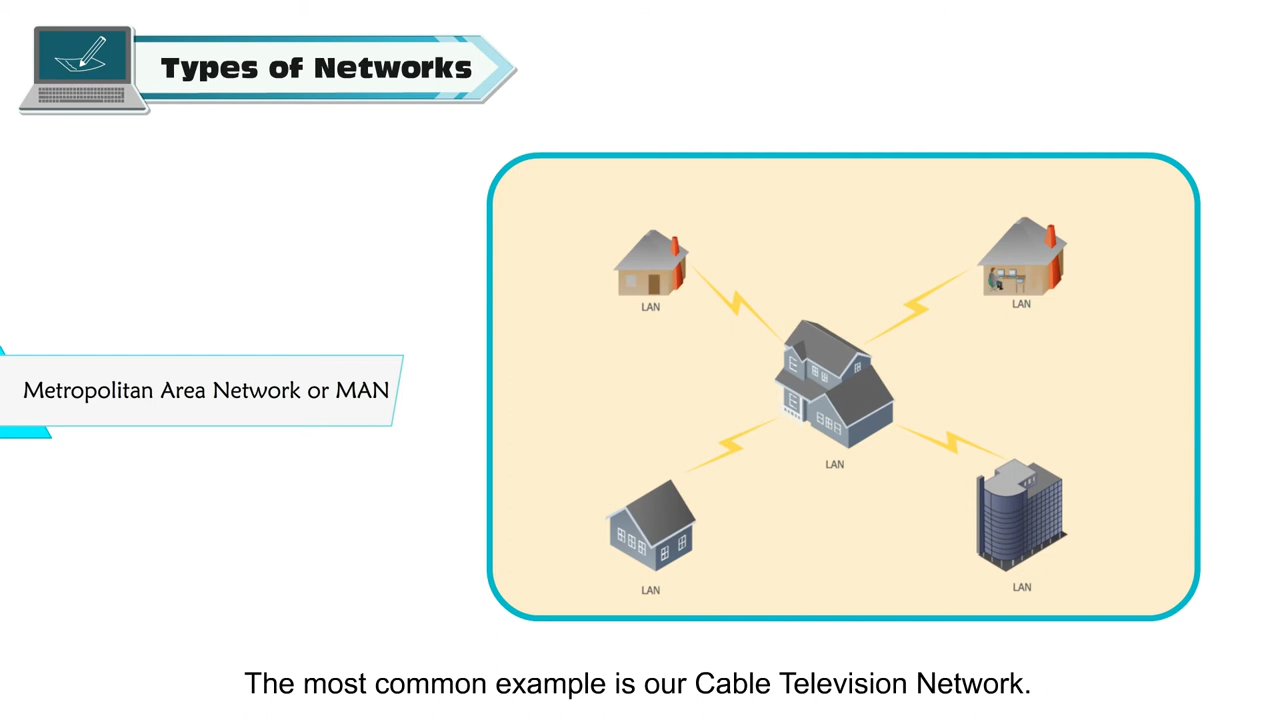 Types of Networks
LAN
LAN
Metropolitan Area Network or MAN
LAN
LAN
LAN
The most common example is our Cable Television Network.